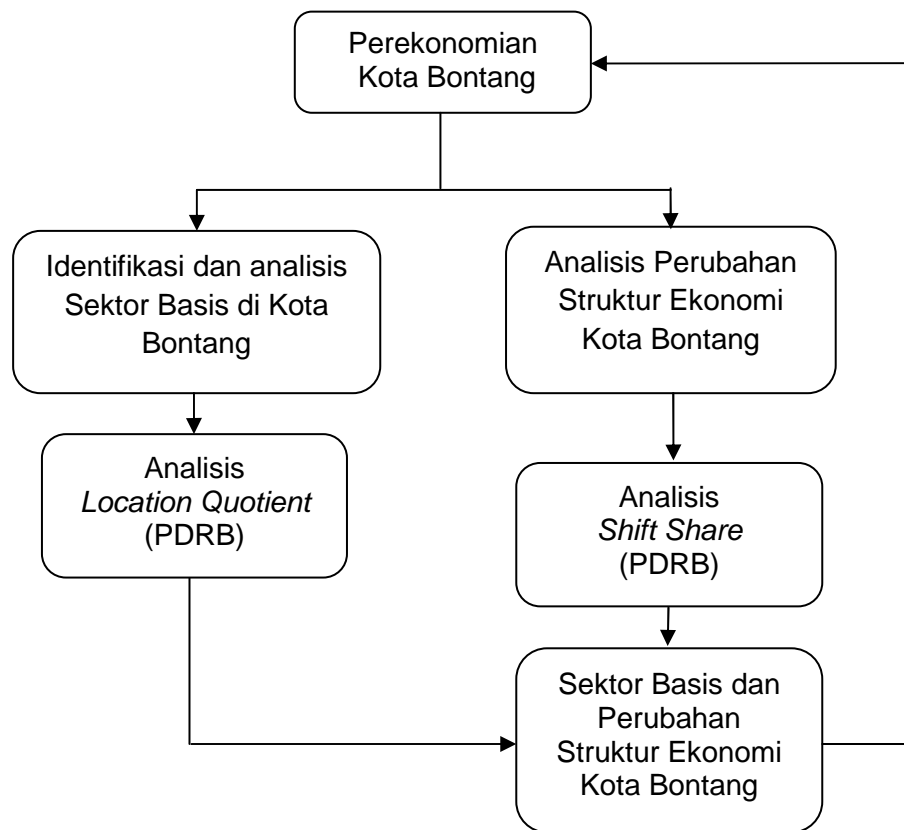 Perekonomian
Kota Bontang
Identifikasi dan analisis
Sektor Basis di Kota
Bontang
Analisis Perubahan
Struktur Ekonomi
Kota Bontang
Analisis
Location Quotient
(PDRB)
Analisis
Shift Share
(PDRB)
Sektor Basis dan
Perubahan
Struktur Ekonomi
Kota Bontang